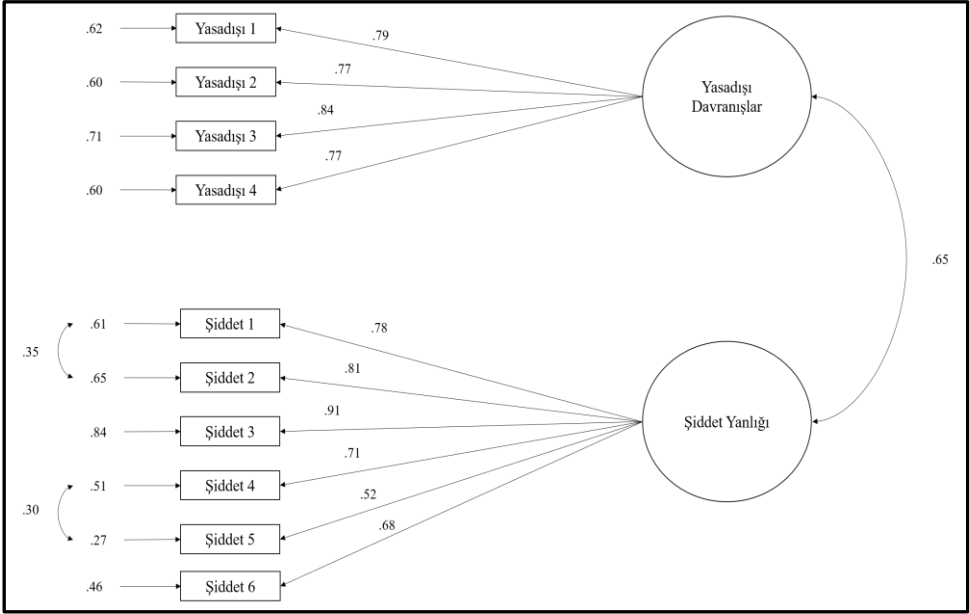 .62
Yasadışı 1
.79
.60
Yasadışı 2
.77
.71
Yasadışı 3
.84
.60
Yasadışı 4
.77
Yasadışı
Davranışlar
.65
.35
.61
Şiddet 1
.78
.65
Şiddet 2
.81
.84
Şiddet 3
.91
.30
.51
Şiddet 4
.71
.27
Şiddet 5
.52
.46
Şiddet 6
.68
Şiddet Yanlığı